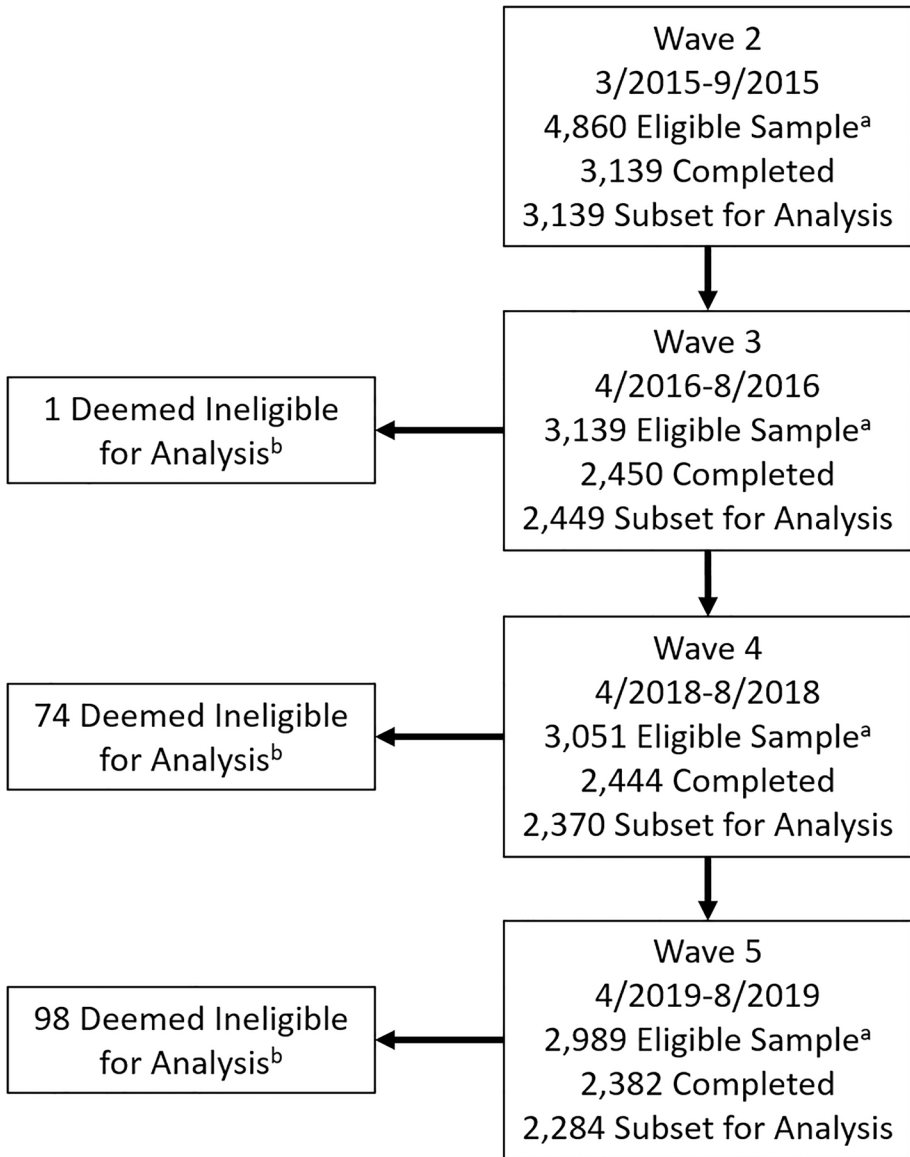 Wave 2
3/2015-9/2015
4,860 Eligible Sampleᵃ
3,139 Completed
3,139 Subset for Analysis
Wave 3
4/2016-8/2016
3,139 Eligible Sampleᵃ
2,450 Completed
2,449 Subset for Analysis
1 Deemed Ineligible
for Analysisᵇ
Wave 4
4/2018-8/2018
3,051 Eligible Sampleᵃ
2,444 Completed
2,370 Subset for Analysis
74 Deemed Ineligible
for Analysisᵇ
Wave 5
4/2019-8/2019
2,989 Eligible Sampleᵃ
2,382 Completed
2,284 Subset for Analysis
98 Deemed Ineligible
for Analysisᵇ